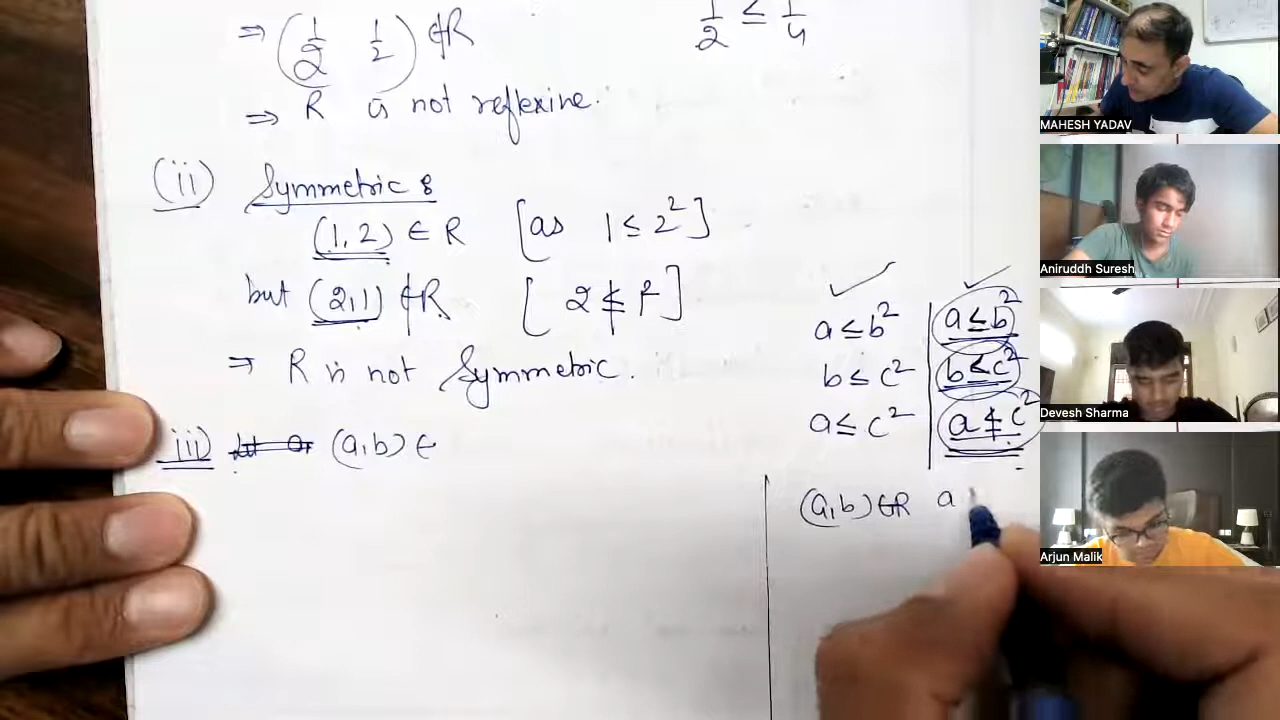 ⇒ (1/2 1/2) ∉ R
1/2 ≤ 1/4
⇒ R is not reflexive.
(ii) Symmetric :
(1,2) ∈ R [as 1 ≤ 2²]
but (2,1) ∉ R [2 ≰ 1²]
⇒ R is not Symmetric.
a ≤ b²
b ≤ c²
a ≤ c²
a ≤ b²
b ≤ c²
a ≰ c²
iii) (a,b) ∈
(a,b) ∈ R a
MAHESH YADAV
Aniruddh Suresh
Devesh Sharma
Arjun Malik